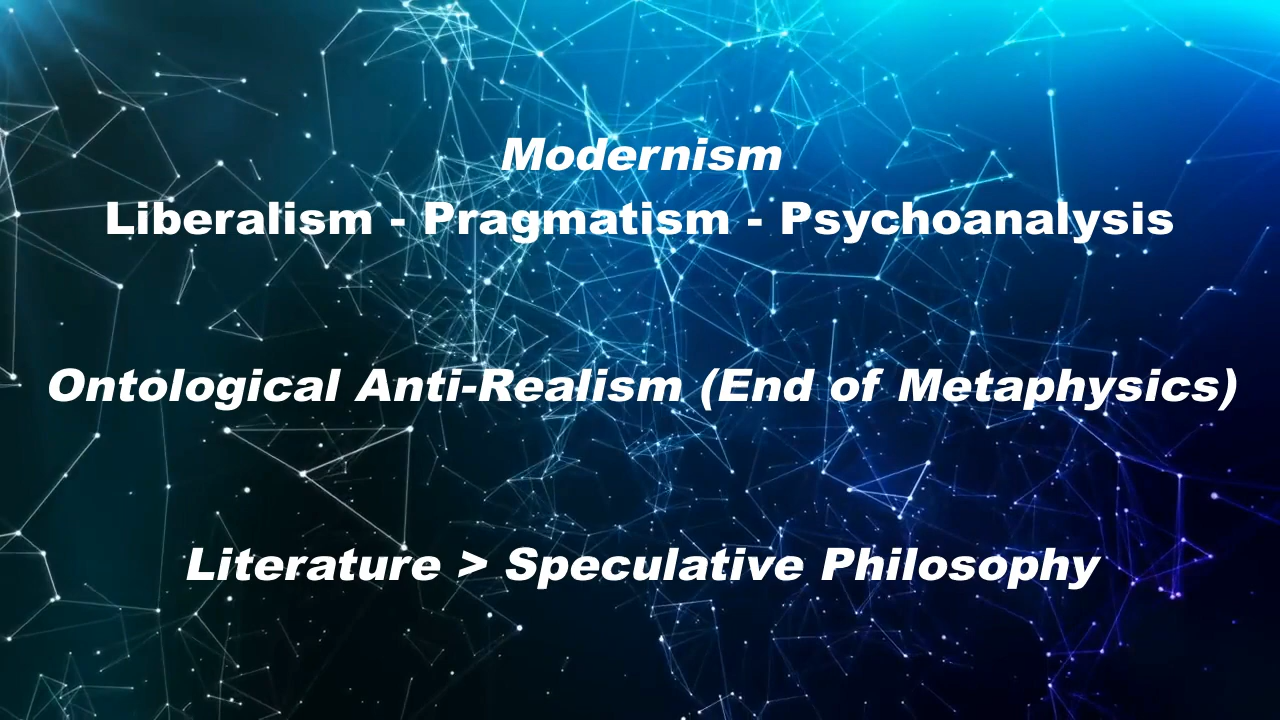 Modernism
Liberalism - Pragmatism - Psychoanalysis
Ontological Anti-Realism (End of Metaphysics)
Literature > Speculative Philosophy